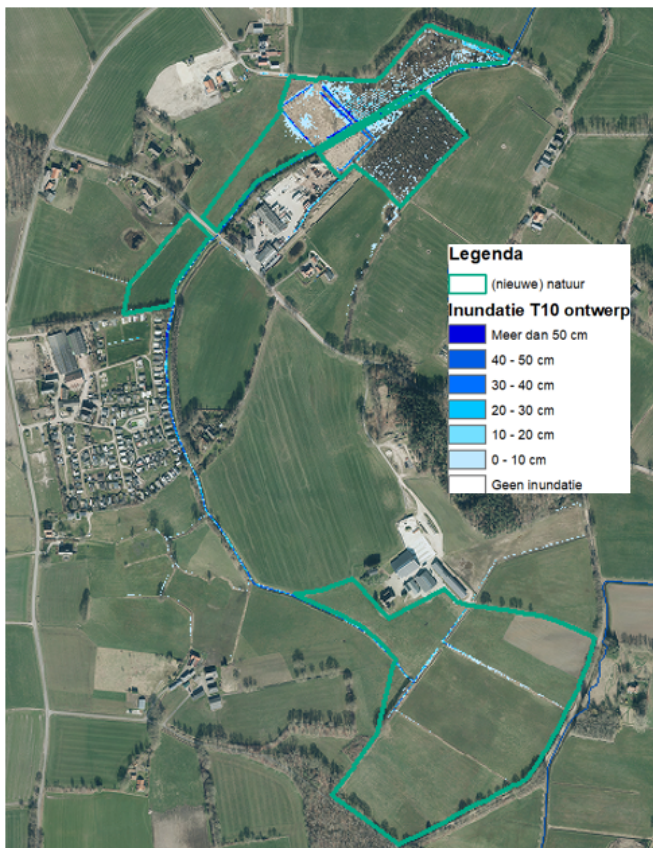 Legenda
(nieuwe) natuur
Inundatie T10 ontwerp
Meer dan 50 cm
40 - 50 cm
30 - 40 cm
20 - 30 cm
10 - 20 cm
0 - 10 cm
Geen inundatie